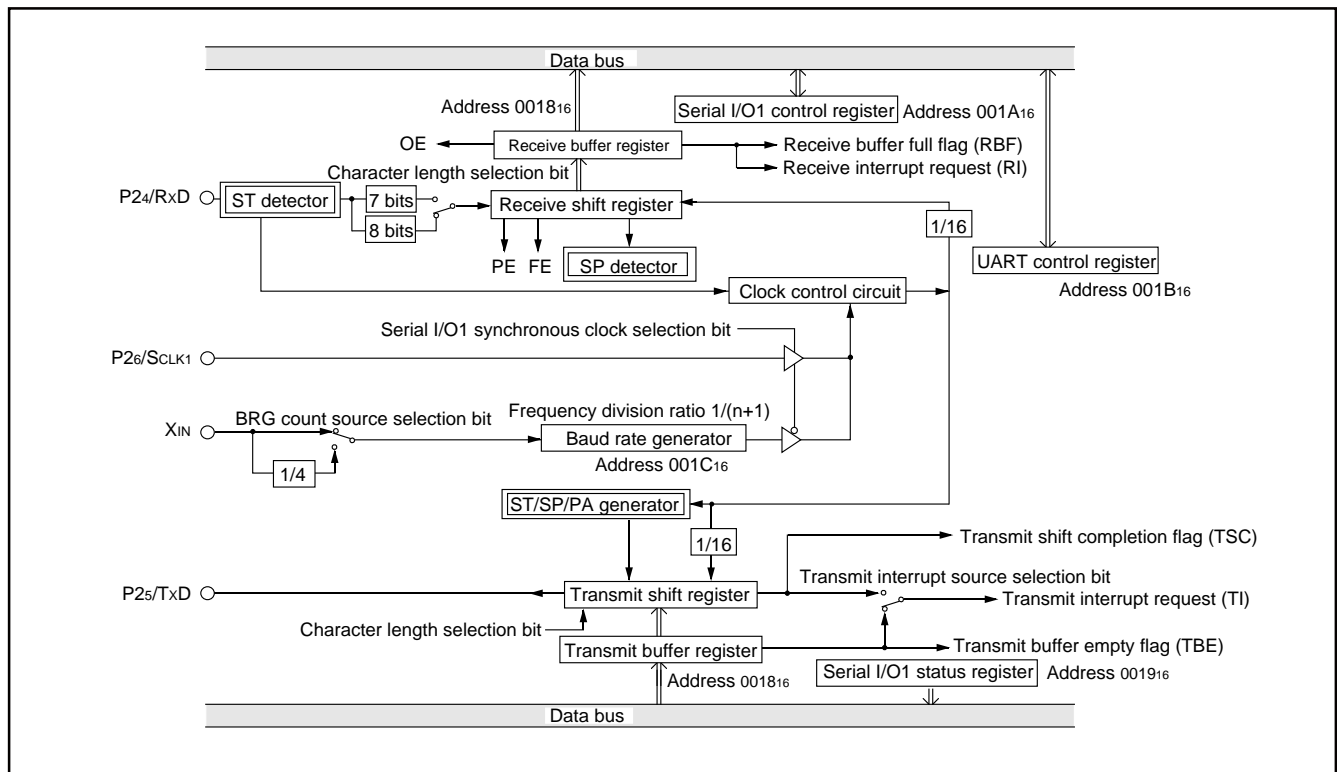 Data bus
Address 001816
Serial I/O1 control register Address 001A16
OE
Receive buffer register
Receive buffer full flag (RBF)
Receive interrupt request (RI)
Character length selection bit
P24/RXD
ST detector
7 bits
8 bits
Receive shift register
1/16
PE
FE
SP detector
UART control register
Address 001B16
Clock control circuit
Serial I/O1 synchronous clock selection bit
P26/SCLK1
XIN
BRG count source selection bit
Frequency division ratio 1/(n+1)
Baud rate generator
Address 001C16
1/4
ST/SP/PA generator
1/16
Transmit shift completion flag (TSC)
Transmit interrupt source selection bit
P25/TXD
Transmit shift register
Transmit interrupt request (TI)
Character length selection bit
Transmit buffer register
Transmit buffer empty flag (TBE)
Address 001816
Serial I/O1 status register Address 001916
Data bus